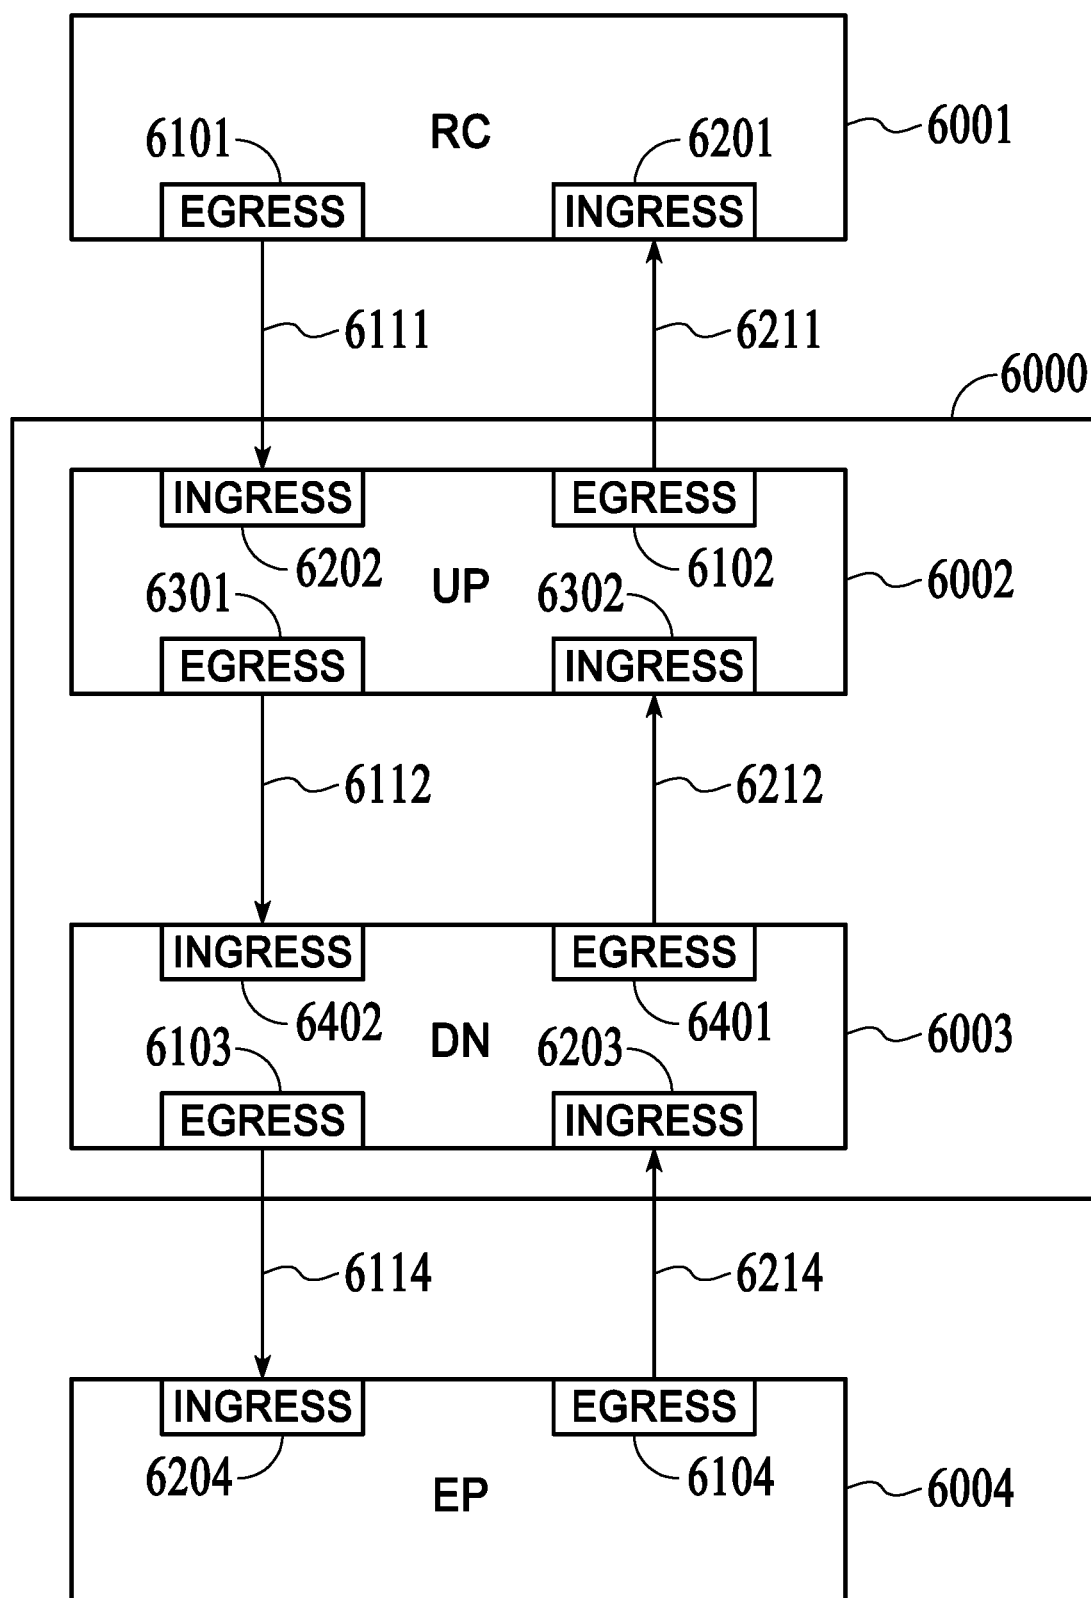 RC
6001
6101
6201
EGRESS
INGRESS
6111
6211
6000
INGRESS
EGRESS
6202
6102
UP
6002
6301
6302
EGRESS
INGRESS
6112
6212
INGRESS
EGRESS
6402
6401
DN
6003
6103
6203
EGRESS
INGRESS
6114
6214
INGRESS
EGRESS
6204
6104
EP
6004